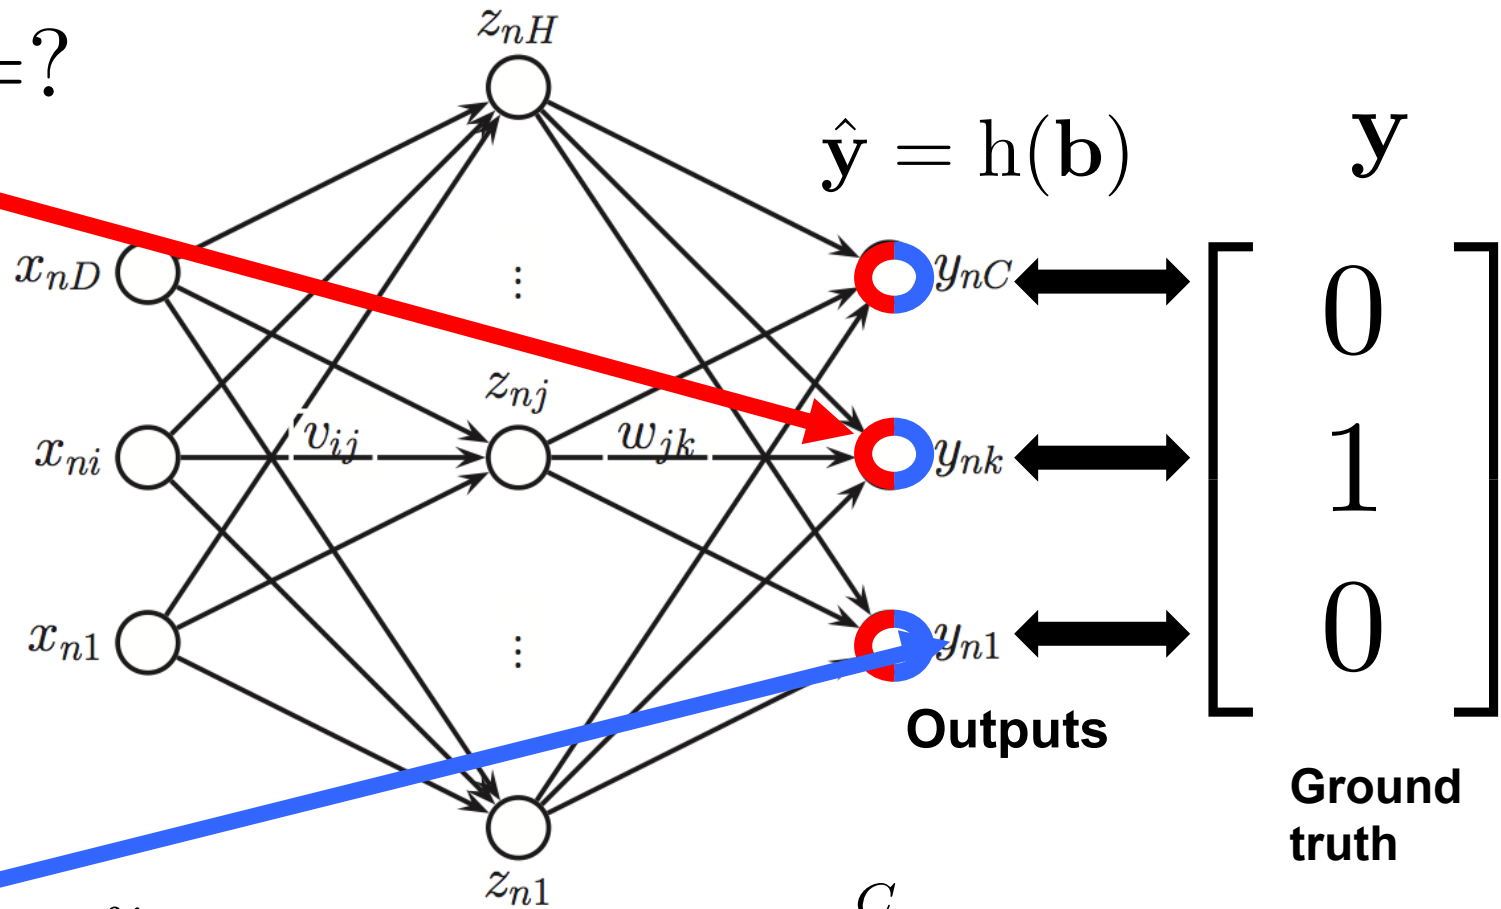 =?
z_{nH}
ŷ = h(b)
y
x_{nD}
y_{nC}
0
z_{nj}
x_{ni}
v_{ij}
w_{jk}
y_{nk}
1
x_{n1}
y_{n1}
0
Outputs
Ground
truth
z_{n1}
C